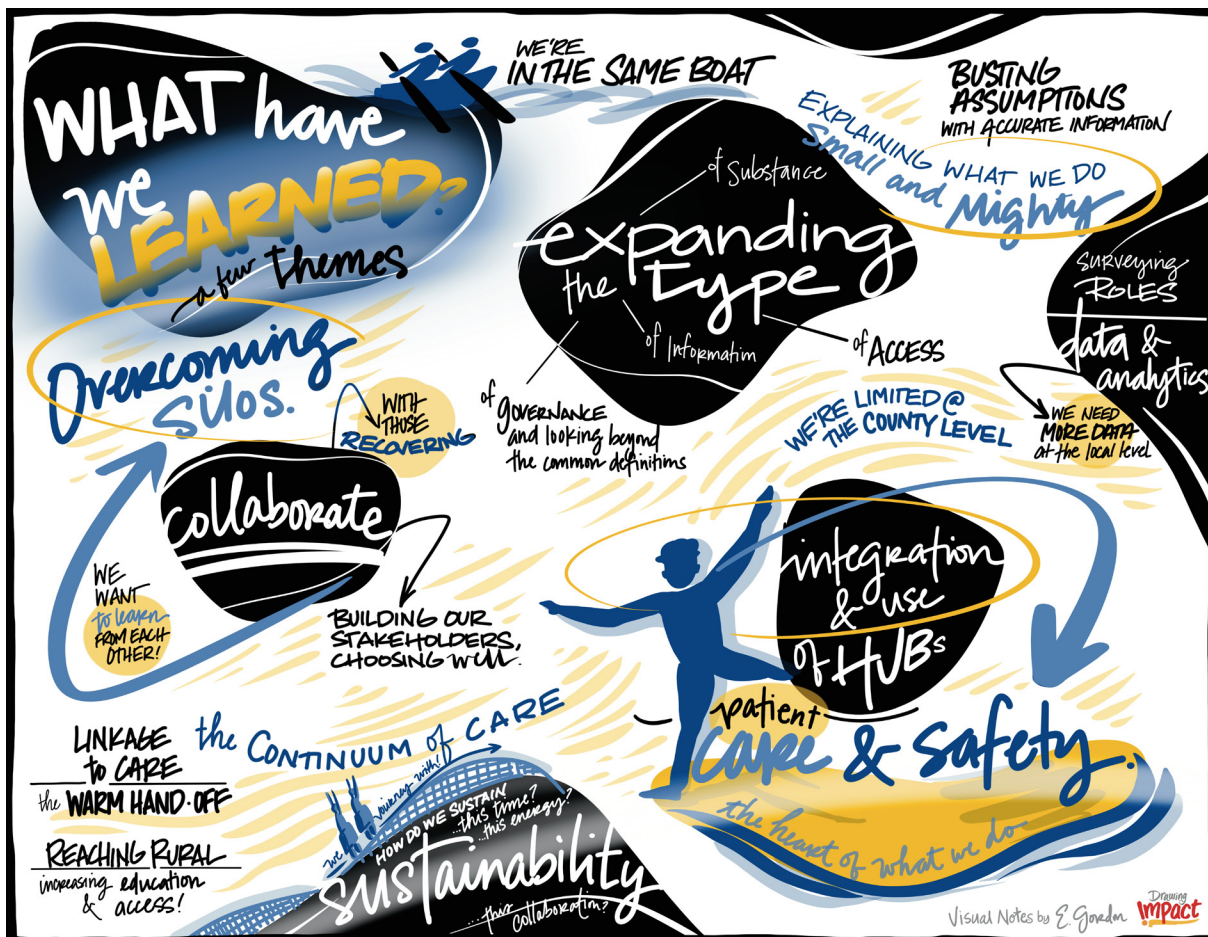 WHAT have
we
LEARNED?
a few themes
WE'RE
IN THE SAME BOAT
BUSTING
ASSUMPTIONS
WITH ACCURATE INFORMATION
EXPLAINING WHAT WE DO
Small and Mighty
of Substance
expanding
the type
of Information
of ACCESS
of GOVERNANCE
and looking beyond
the common definitions
SURVEYING
ROLES
data &
analytics
WE NEED
MORE DATA
at the local level
WE'RE LIMITED @
THE COUNTY LEVEL
Overcoming
silos.
WITH
THOSE
RECOVERING
collaborate
WE
WANT
to learn
FROM EACH
OTHER!
BUILDING OUR
STAKEHOLDERS,
CHOOSING WELL.
integration
& use
of HUBs
patient
care & safety.
the heart of what we do
LINKAGE
to CARE
the WARM HAND-OFF
REACHING RURAL
increasing education
& access!
the CONTINUUM of CARE
we journey with!
HOW DO WE SUSTAIN
...this time?
...this energy?
sustainability
...this
collaboration?
Visual Notes by E. Gordon
Drawing
Impact